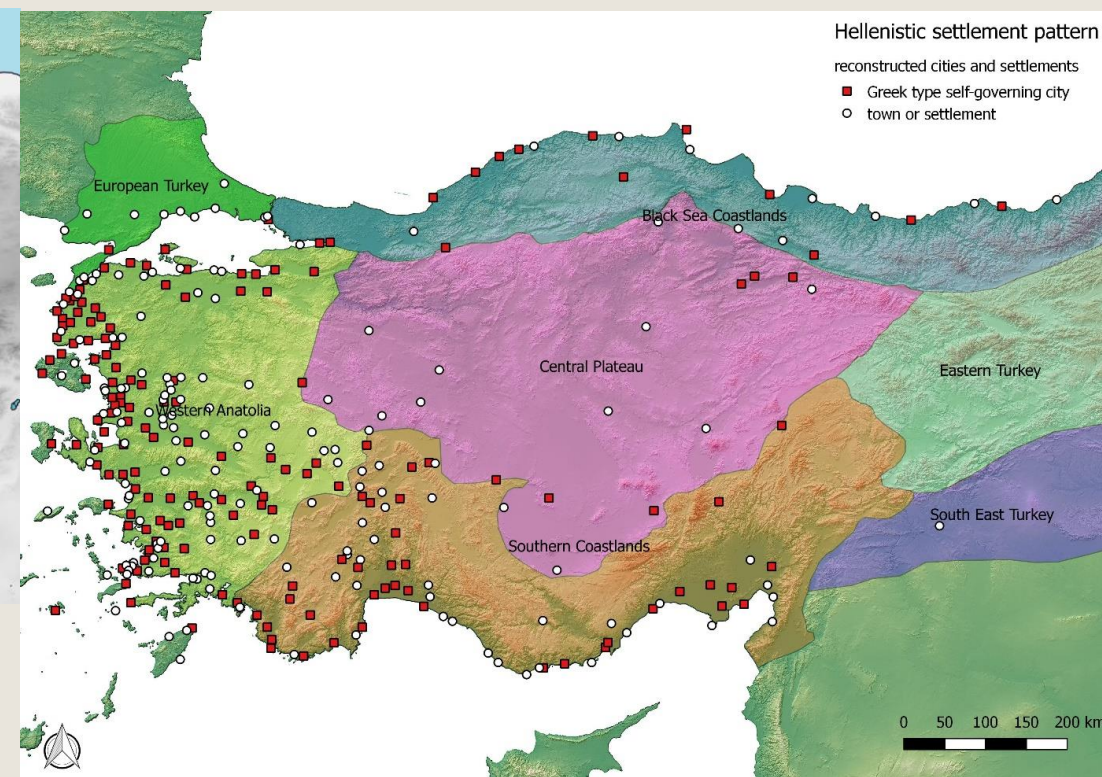 Hellenistic settlement pattern
reconstructed cities and settlements
Greek type self-governing city
town or settlement
European Turkey
Black Sea Coastlands
Central Plateau
Eastern Turkey
Western Anatolia
South East Turkey
Southern Coastlands
0 50 100 150 200 km